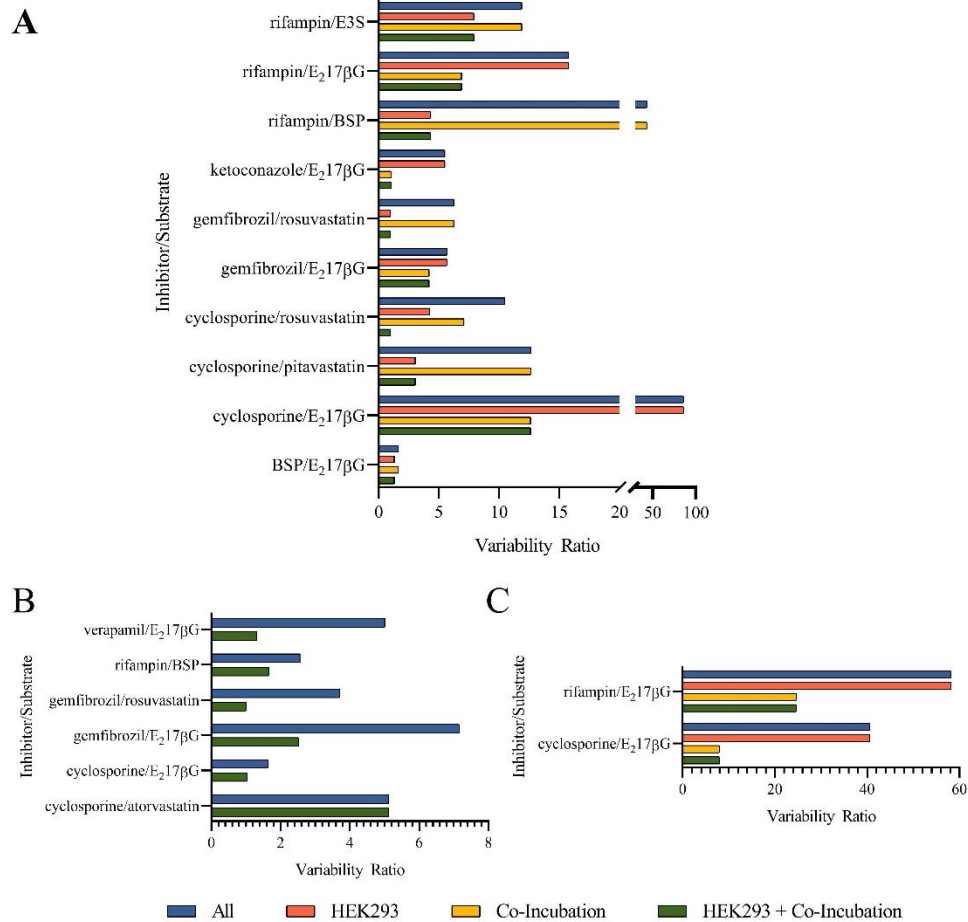 A
Inhibitor/Substrate
rifampin/E3S
rifampin/E₂17βG
rifampin/BSP
ketoconazole/E₂17βG
gemfibrozil/rosuvastatin
gemfibrozil/E₂17βG
cyclosporine/rosuvastatin
cyclosporine/pitavastatin
cyclosporine/E₂17βG
BSP/E₂17βG
0 5 10 15 20 50 100
Variability Ratio
B
Inhibitor/Substrate
verapamil/E₂17βG
rifampin/BSP
gemfibrozil/rosuvastatin
gemfibrozil/E₂17βG
cyclosporine/E₂17βG
cyclosporine/atorvastatin
0 2 4 6 8
Variability Ratio
C
Inhibitor/Substrate
rifampin/E₂17βG
cyclosporine/E₂17βG
0 20 40 60
Variability Ratio
All HEK293 Co-Incubation HEK293 + Co-Incubation